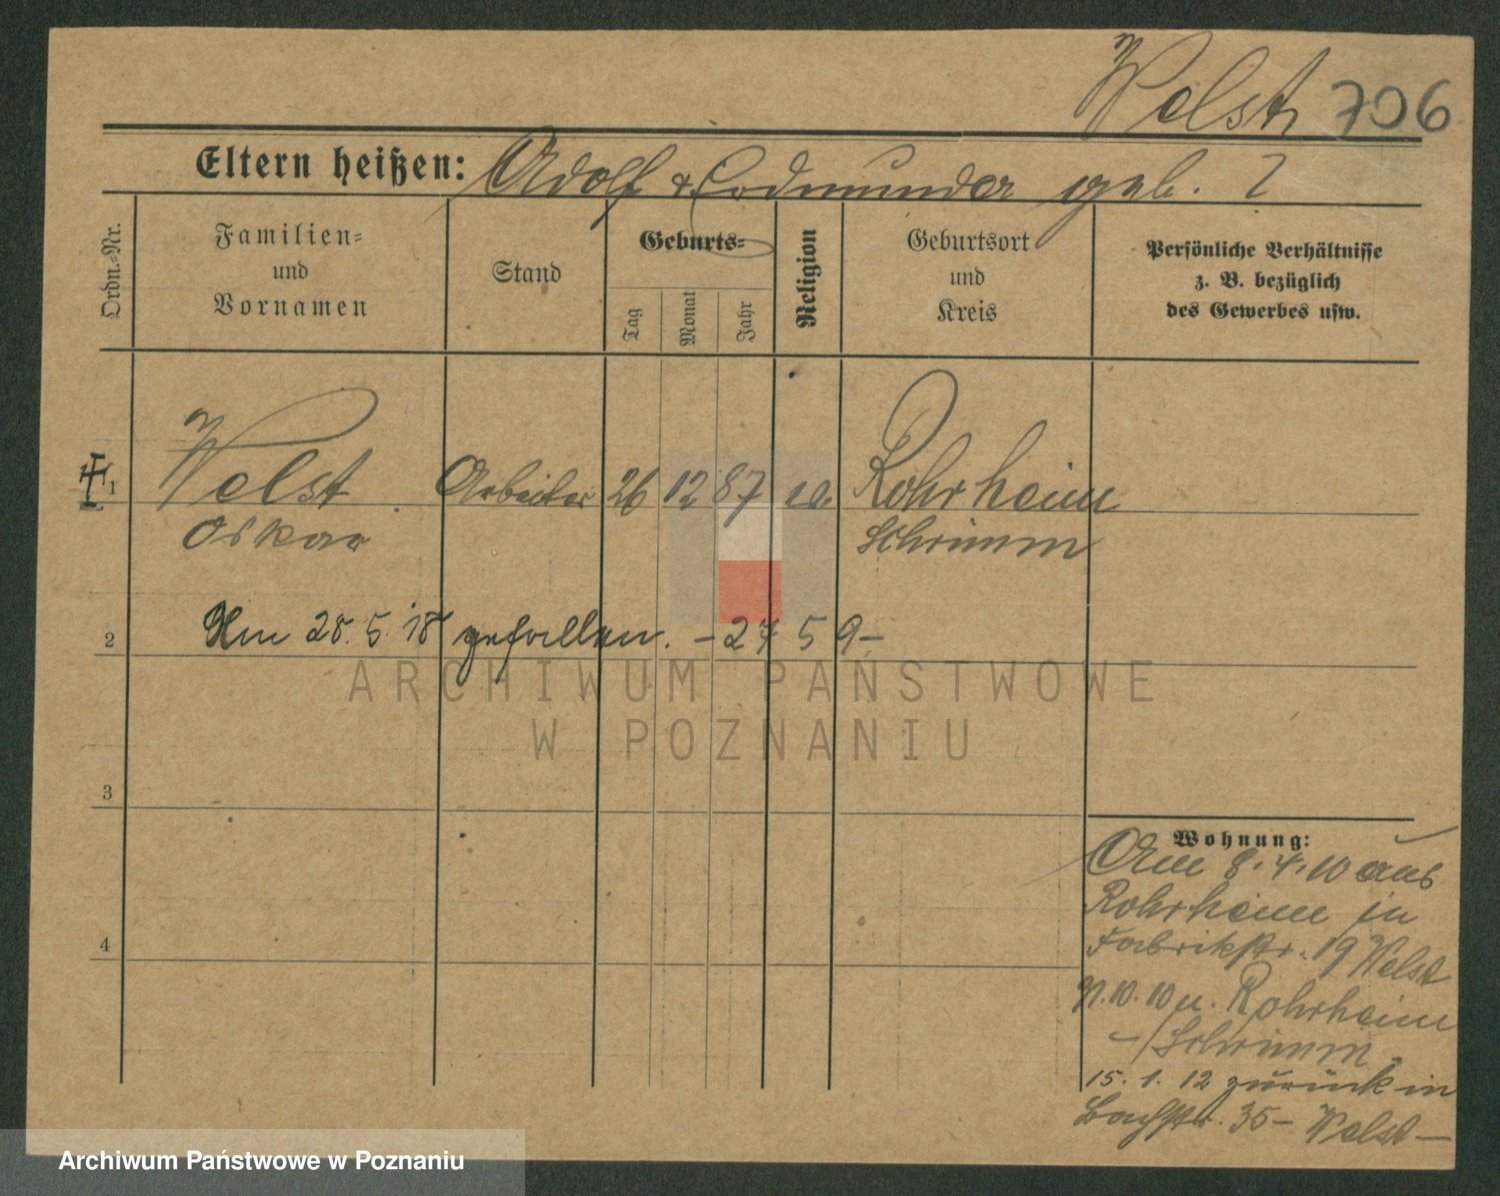 Welst 706
Eltern heißen: Adolf & Erdmunder geb. ?
Ordn.-Nr.
Familien-
und
Vornamen
Stand
Geburts-
Tag
Monat
Jahr
Religion
Geburtsort
und
Kreis
Persönliche Verhältnisse
z. B. bezüglich
des Gewerbes usw.
1 Welst Arbeiter 26 12 87 ev. Rohrheim
Oskar Schrimm
2 Am 28.5.18 gefallen. - 2759 -
3
4
Wohnung:
Am 8.4.10 aus
Rohrheim in
Fabrikstr. 19 Welst
10.10 n. Rohrheim
- / Schrimm.
15. 1. 12 zurück in
Bachstr. 35 - Welst -
ARCHIWUM PAŃSTWOWE
W POZNANIU
Archiwum Państwowe w Poznaniu